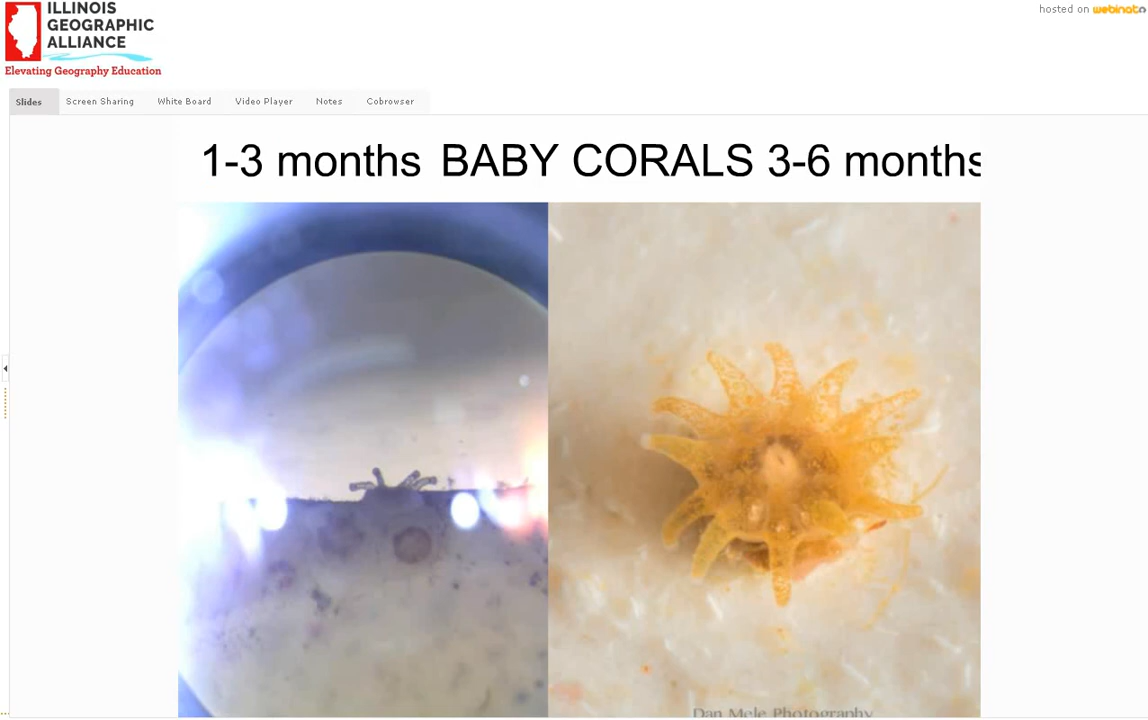 ILLINOIS
GEOGRAPHIC
ALLIANCE
Elevating Geography Education
hosted on webinato
Slides Screen Sharing White Board Video Player Notes Cobrowser
1-3 months BABY CORALS 3-6 months
Dan Mele Photography